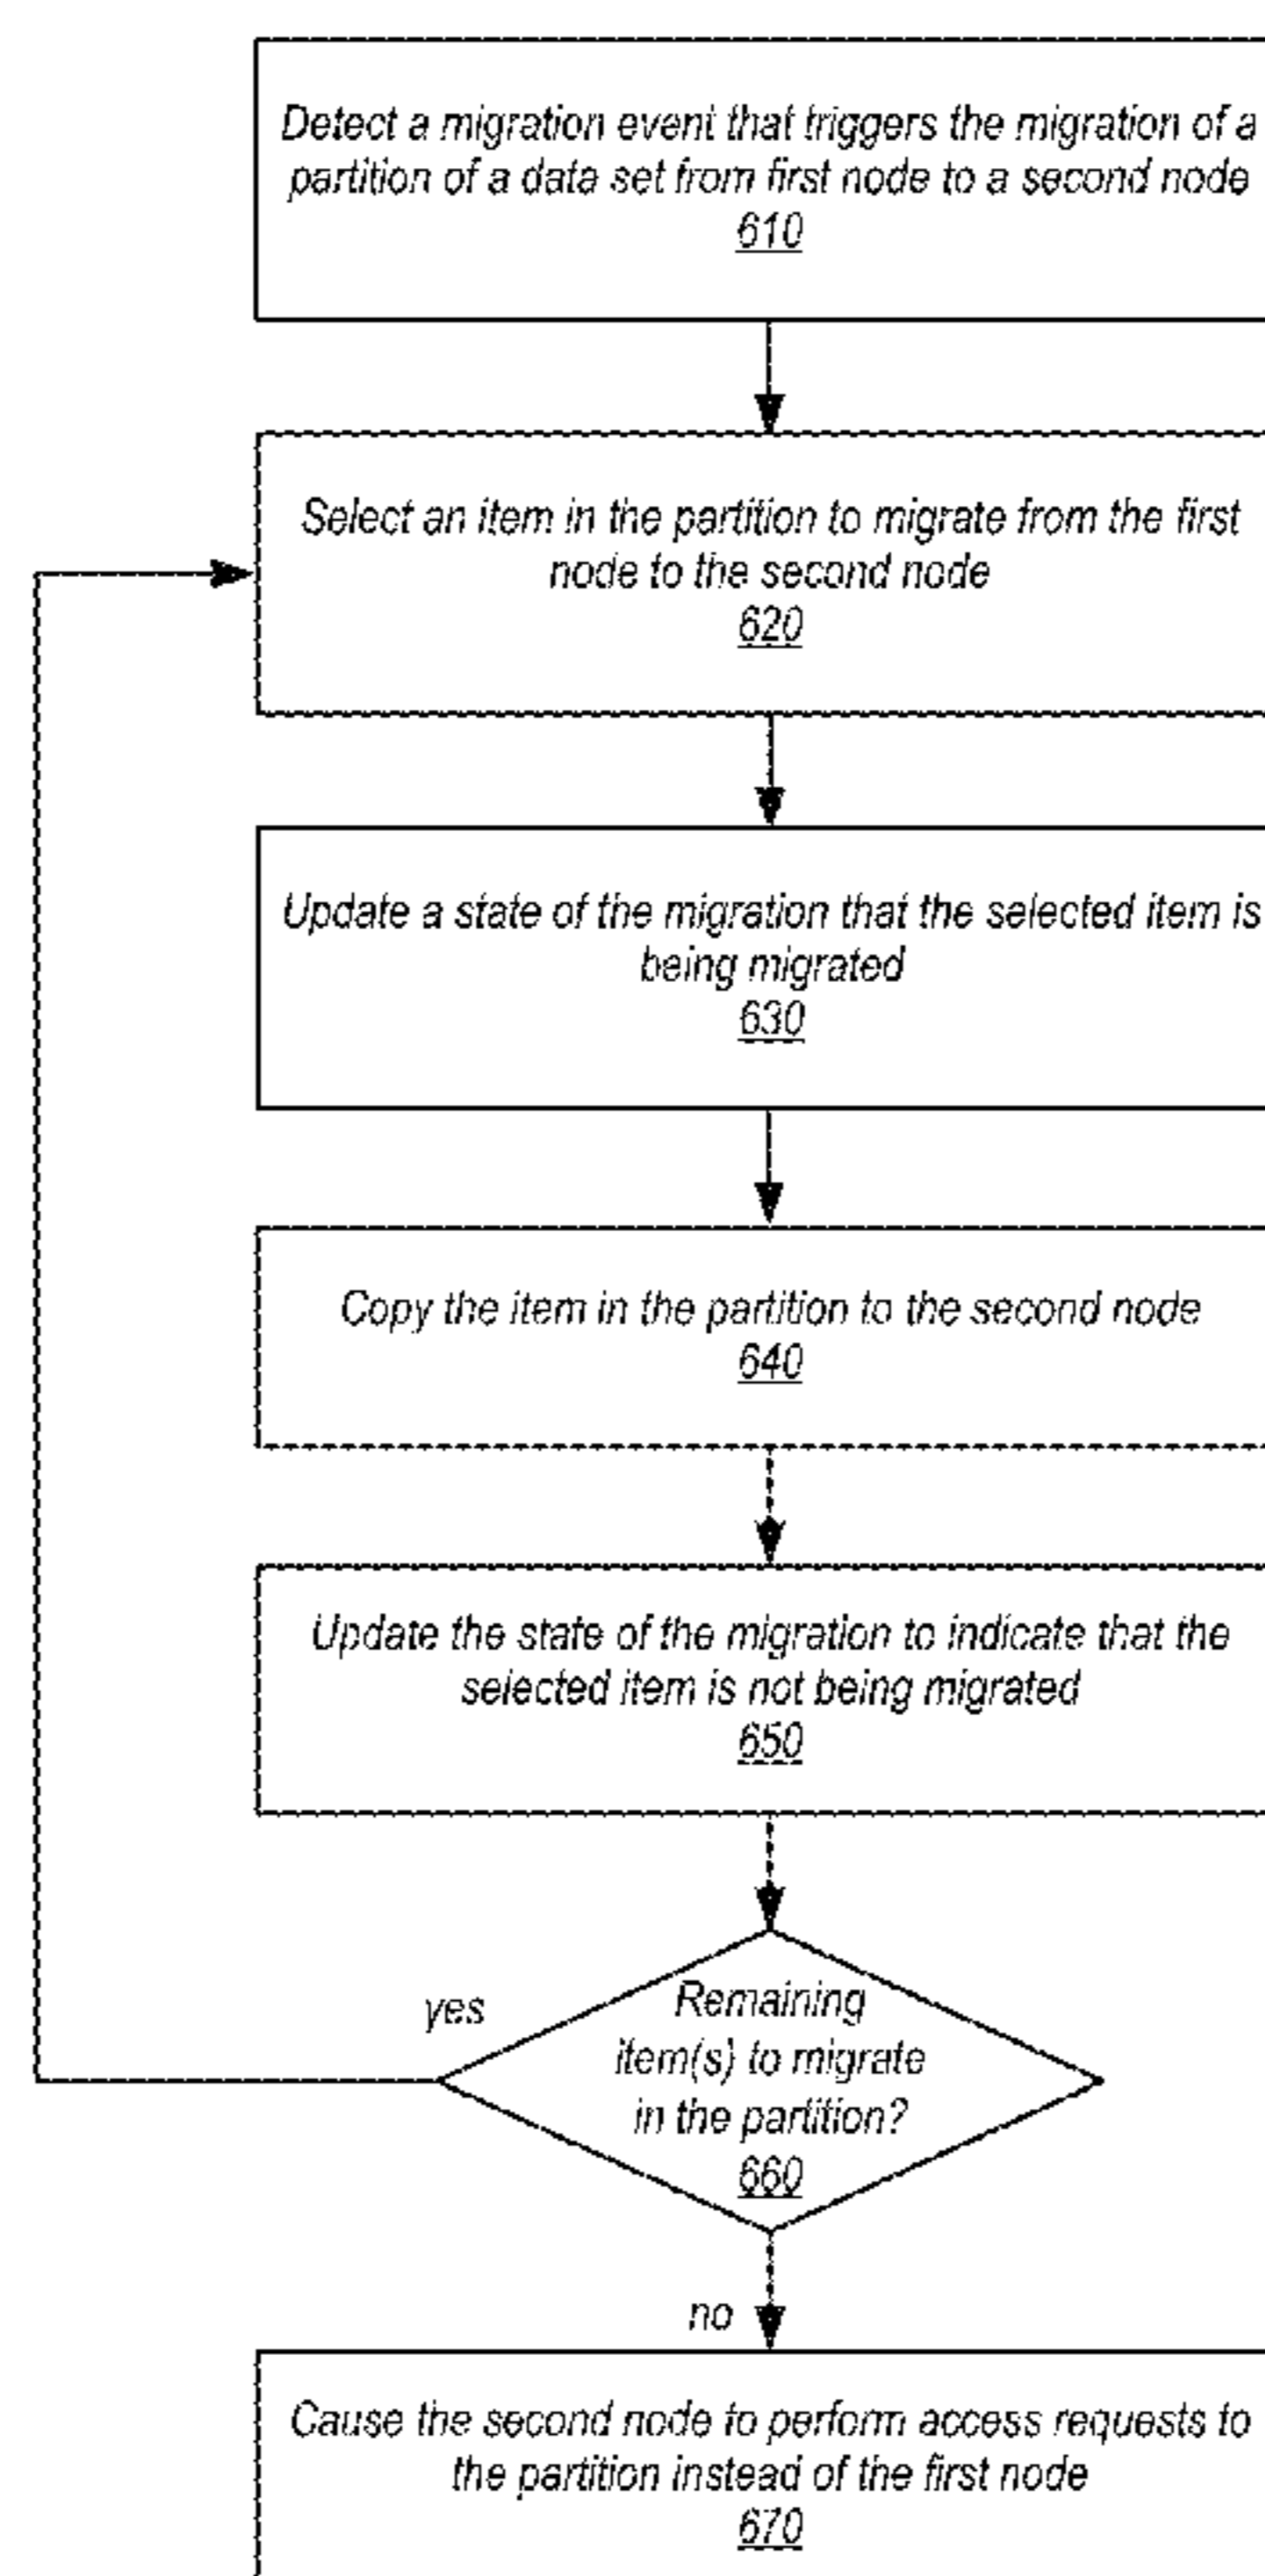 Detect a migration event that triggers the migration of a
partition of a data set from first node to a second node
610
Select an item in the partition to migrate from the first
node to the second node
620
Update a state of the migration that the selected item is
being migrated
630
Copy the item in the partition to the second node
640
Update the state of the migration to indicate that the
selected item is not being migrated
650
yes
Remaining
item(s) to migrate
in the partition?
660
no
Cause the second node to perform access requests to
the partition instead of the first node
670